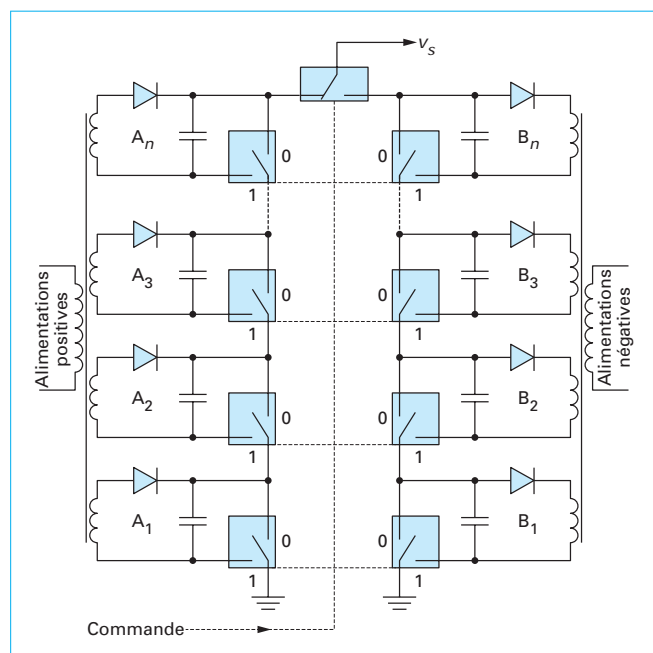 v_s
A_n
B_n
0
0
1
1
A_3
B_3
0
0
1
1
Alimentations
positives
Alimentations
négatives
A_2
B_2
0
0
1
1
A_1
B_1
0
0
1
1
Commande